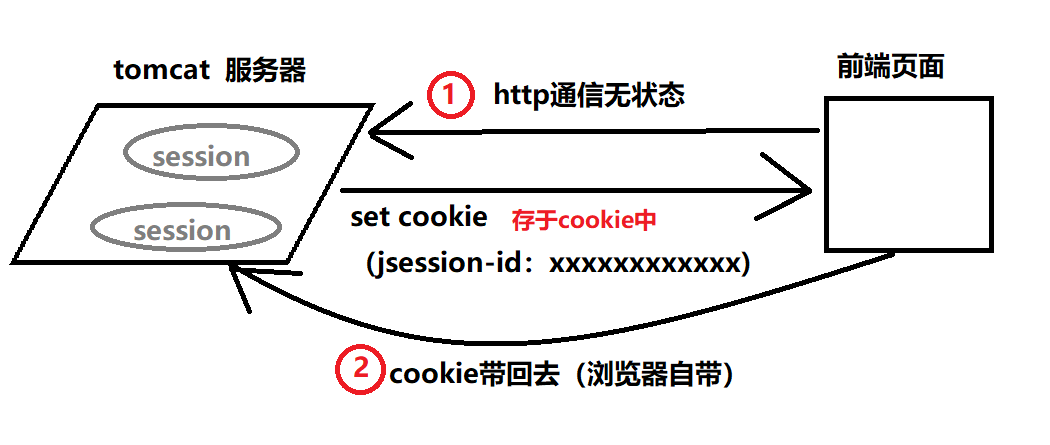 tomcat 服务器
前端页面
1 http通信无状态
session
session
set cookie 存于cookie中
(jsession-id：xxxxxxxxxxxx)
2 cookie带回去（浏览器自带）